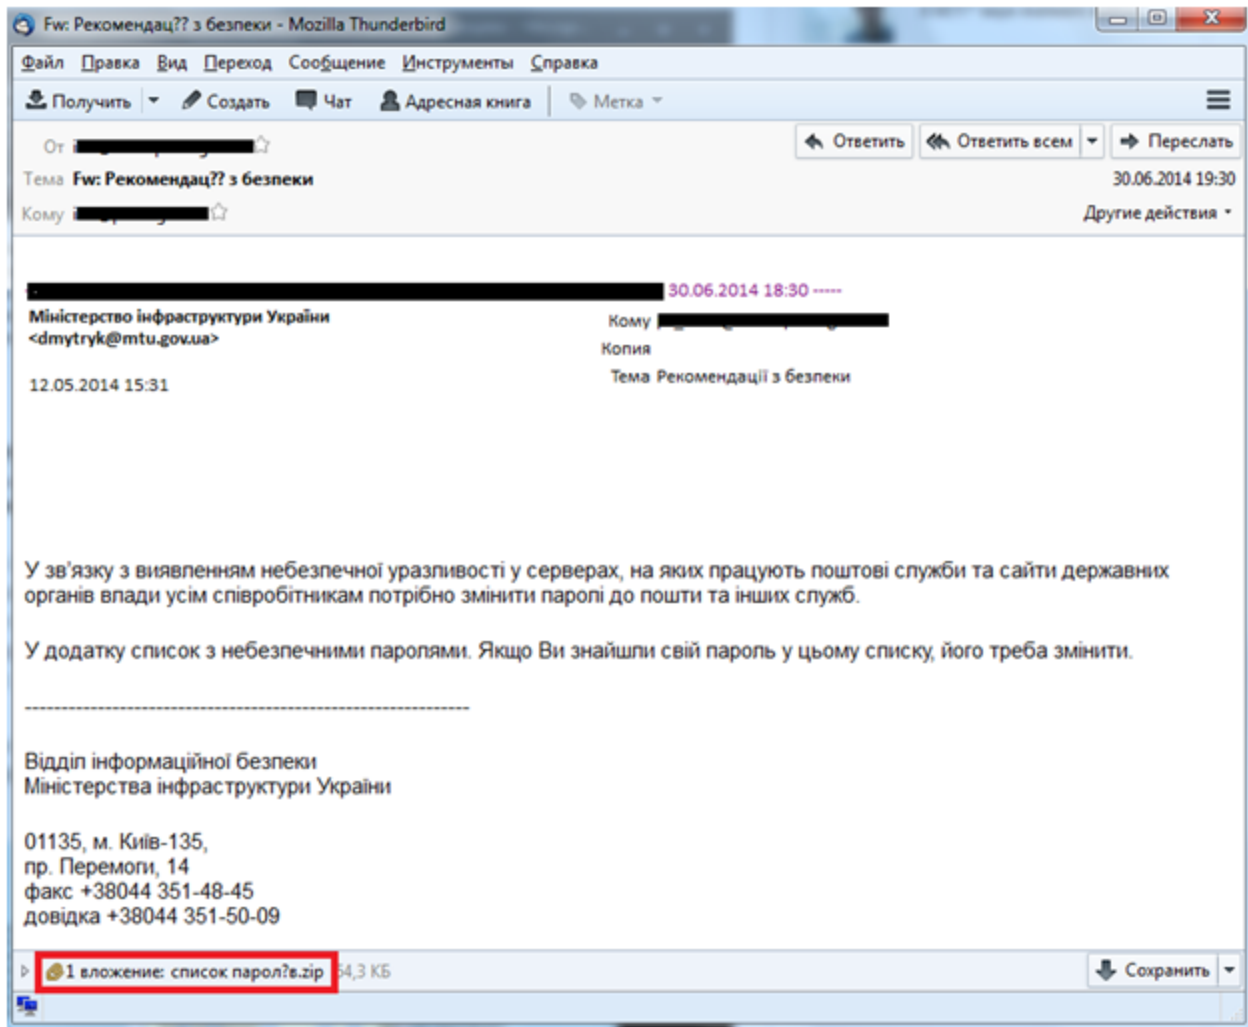 Fw: Рекомендац?? з безпеки - Mozilla Thunderbird
Файл Правка Вид Переход Сообщение Инструменты Справка
Получить Создать Чат Адресная книга Метка
От Ответить Ответить всем Переслать
Тема Fw: Рекомендац?? з безпеки 30.06.2014 19:30
Кому Другие действия
30.06.2014 18:30 -----
Міністерство інфраструктури України
<dmytryk@mtu.gov.ua>
Кому
Копия
12.05.2014 15:31
Тема Рекомендації з безпеки
У зв'язку з виявленням небезпечної уразливості у серверах, на яких працують поштові служби та сайти державних
органів влади усім співробітникам потрібно змінити паролі до пошти та інших служб.
У додатку список з небезпечними паролями. Якщо Ви знайшли свій пароль у цьому списку, його треба змінити.
---------------------------------------------------------------
Відділ інформаційної безпеки
Міністерства інфраструктури України
01135, м. Київ-135,
пр. Перемоги, 14
факс +38044 351-48-45
довідка +38044 351-50-09
1 вложение: список парол?в.zip 54,3 КБ Сохранить